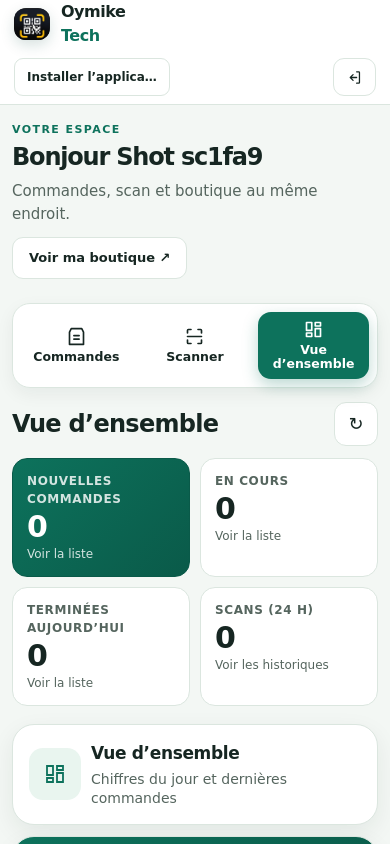 Oymike
Tech
Installer l’applica…
VOTRE ESPACE
Bonjour Shot sc1fa9
Commandes, scan et boutique au même
endroit.
Voir ma boutique ↗
Commandes
Scanner
Vue
d’ensemble
Vue d’ensemble
↻
NOUVELLES
COMMANDES
0
Voir la liste
EN COURS
0
Voir la liste
TERMINÉES
AUJOURD’HUI
0
Voir la liste
SCANS (24 H)
0
Voir les historiques
Vue d’ensemble
Chiffres du jour et dernières
commandes